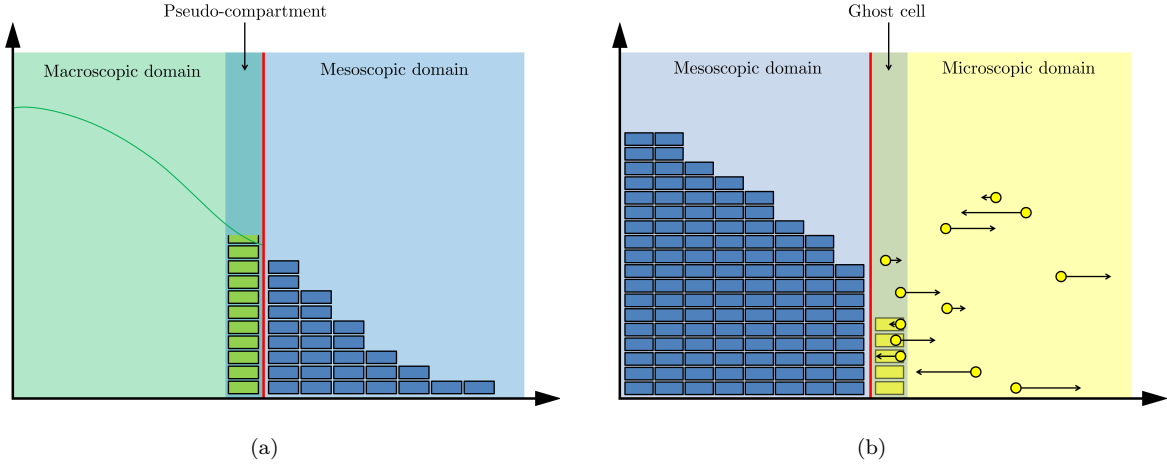 Pseudo-compartment
Macroscopic domain
Mesoscopic domain
(a)
Ghost cell
Mesoscopic domain
Microscopic domain
(b)